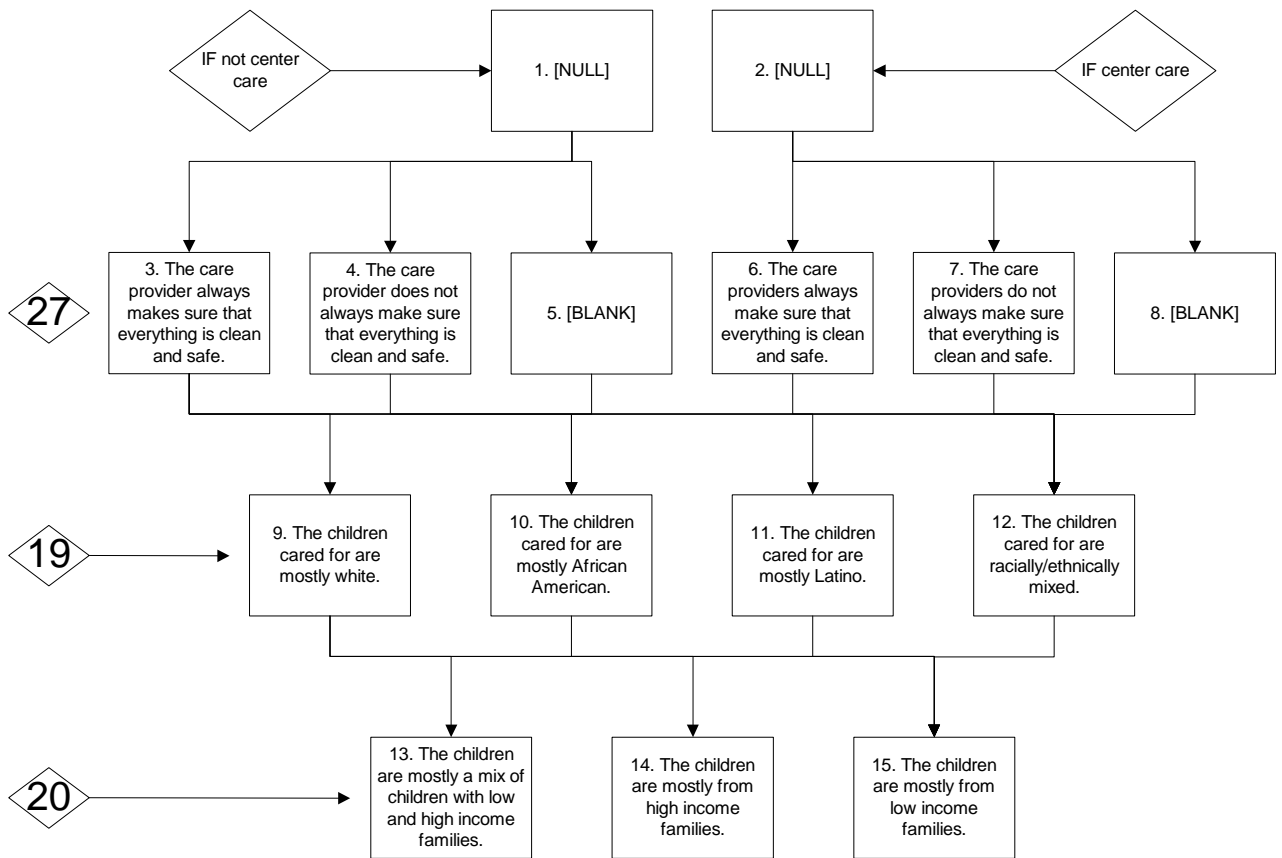 IF not center
care
1. [NULL]
2. [NULL]
IF center care
27
3. The care
provider always
makes sure that
everything is clean
and safe.
4. The care
provider does not
always make sure
that everything is
clean and safe.
5. [BLANK]
6. The care
providers always
make sure that
everything is clean
and safe.
7. The care
providers do not
always make sure
that everything is
clean and safe.
8. [BLANK]
19
9. The children
cared for are
mostly white.
10. The children
cared for are
mostly African
American.
11. The children
cared for are
mostly Latino.
12. The children
cared for are
racially/ethnically
mixed.
20
13. The children
are mostly a mix of
children with low
and high income
families.
14. The children
are mostly from
high income
families.
15. The children
are mostly from
low income
families.